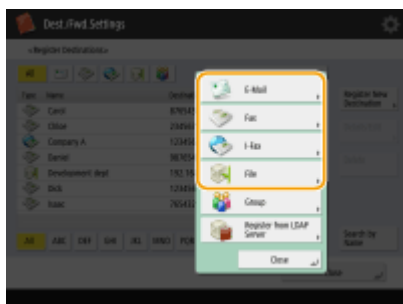 Dest./Fwd.Settings
<Register Destinations>
All
Type Name Destination
Carol
Chloe
Company A
Daniel
Development dept
Dick
Isaac
Register New Destination
E-Mail
Fax
I-Fax
File
Group
Register from LDAP Server
Close
All ABC DEF GHI JKL MNO
Search by Name